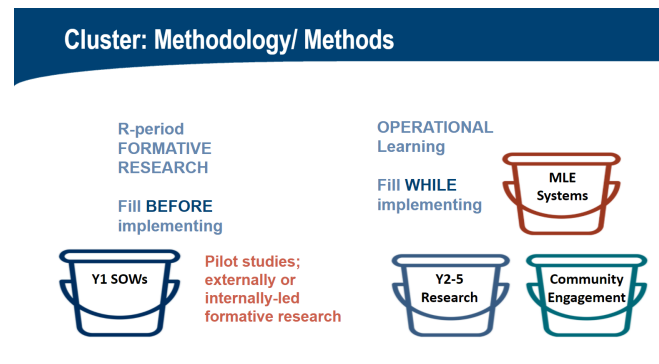 Cluster: Methodology/ Methods
R-period
FORMATIVE
RESEARCH
Fill BEFORE
implementing
Y1 SOWs
Pilot studies;
externally or
internally-led
formative research
OPERATIONAL
Learning
Fill WHILE
implementing
MLE
Systems
Y2-5
Research
Community
Engagement